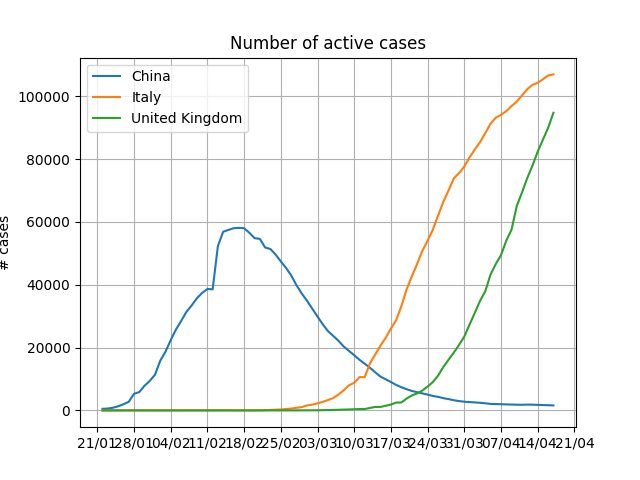 Number of active cases
China
Italy
United Kingdom
100000
80000
60000
40000
20000
0
# cases
21/01 28/01 04/02 11/02 18/02 25/02 03/03 10/03 17/03 24/03 31/03 07/04 14/04 21/04